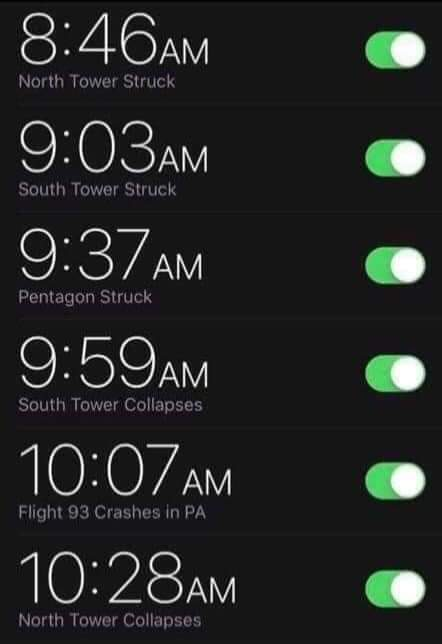 8:46AM
North Tower Struck
9:03AM
South Tower Struck
9:37AM
Pentagon Struck
9:59AM
South Tower Collapses
10:07AM
Flight 93 Crashes in PA
10:28AM
North Tower Collapses